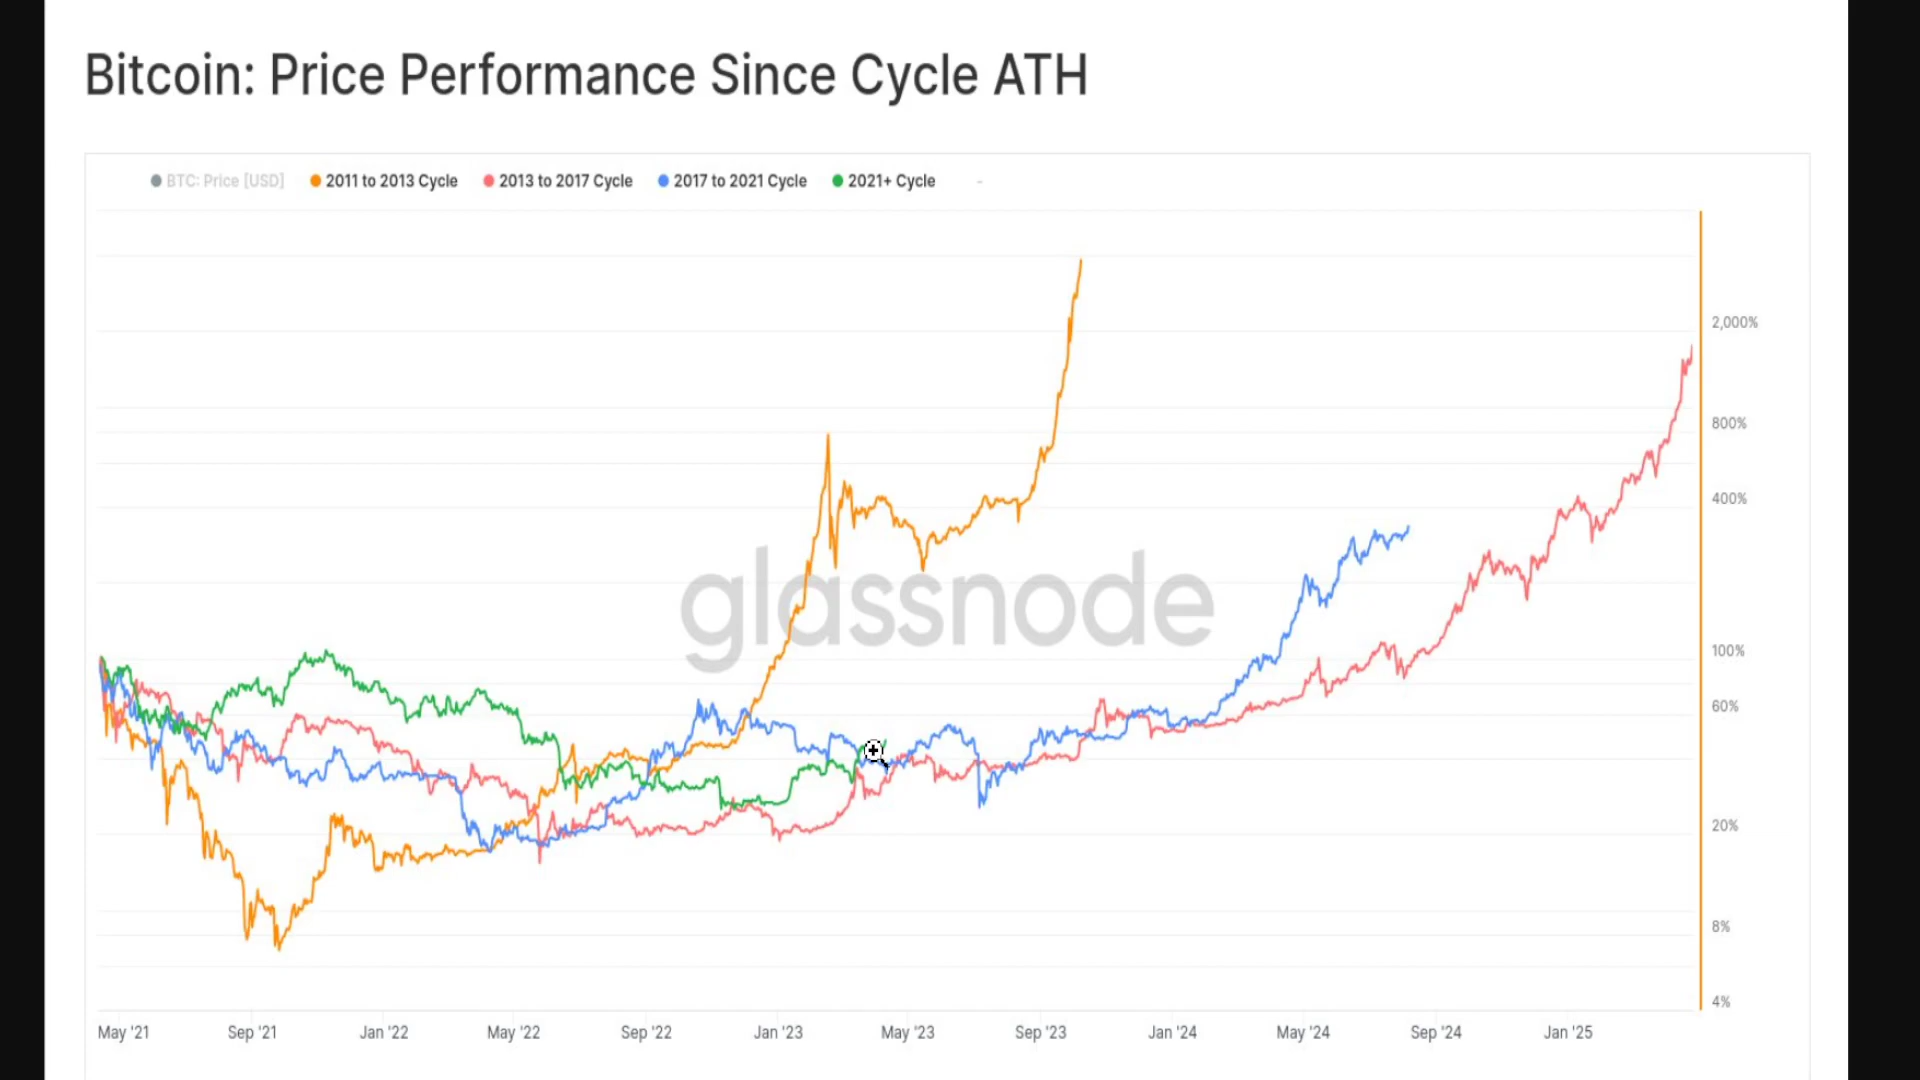 Bitcoin: Price Performance Since Cycle ATH
BTC: Price [USD] 2011 to 2013 Cycle 2013 to 2017 Cycle 2017 to 2021 Cycle 2021+ Cycle -
2,000%
800%
400%
glassnode
100%
60%
20%
8%
4%
May '21 Sep '21 Jan '22 May '22 Sep '22 Jan '23 May '23 Sep '23 Jan '24 May '24 Sep '24 Jan '25